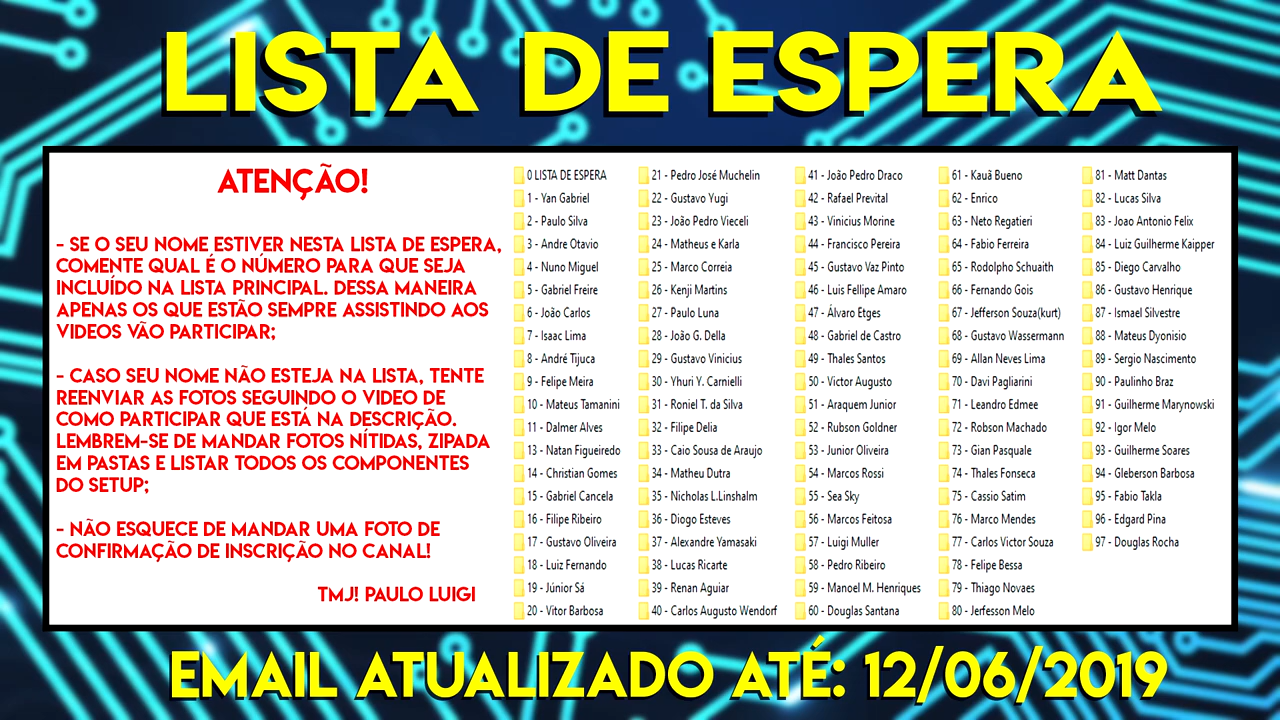 LISTA DE ESPERA
ATENÇÃO!
- SE O SEU NOME ESTIVER NESTA LISTA DE ESPERA,
COMENTE QUAL É O NÚMERO PARA QUE SEJA
INCLUÍDO NA LISTA PRINCIPAL. DESSA MANEIRA
APENAS OS QUE ESTÃO SEMPRE ASSISTINDO AOS
VIDEOS VÃO PARTICIPAR;
- CASO SEU NOME NÃO ESTEJA NA LISTA, TENTE
REENVIAR AS FOTOS SEGUINDO O VIDEO DE
COMO PARTICIPAR QUE ESTÁ NA DESCRIÇÃO.
LEMBREM-SE DE MANDAR FOTOS NÍTIDAS, ZIPADA
EM PASTAS E LISTAR TODOS OS COMPONENTES
DO SETUP;
- NÃO ESQUECE DE MANDAR UMA FOTO DE
CONFIRMAÇÃO DE INSCRIÇÃO NO CANAL!
TMJ! PAULO LUIGI
0 LISTA DE ESPERA
1 - Yan Gabriel
2 - Paulo Silva
3 - Andre Otavio
4 - Nuno Miguel
5 - Gabriel Freire
6 - João Carlos
7 - Isaac Lima
8 - André Tijuca
9 - Felipe Meira
10 - Mateus Tamanini
11 - Dalmer Alves
13 - Natan Figueiredo
14 - Christian Gomes
15 - Gabriel Cancela
16 - Filipe Ribeiro
17 - Gustavo Oliveira
18 - Luiz Fernando
19 - Júnior Sá
20 - Vitor Barbosa
21 - Pedro José Muchelin
22 - Gustavo Yugi
23 - João Pedro Vieceli
24 - Matheus e Karla
25 - Marco Correia
26 - Kenji Martins
27 - Paulo Luna
28 - João G. Della
29 - Gustavo Vinicius
30 - Yhuri Y. Carnielli
31 - Roniel T. da Silva
32 - Filipe Delia
33 - Caio Sousa de Araujo
34 - Matheu Dutra
35 - Nicholas L.Linshalm
36 - Diogo Esteves
37 - Alexandre Yamasaki
38 - Lucas Ricarte
39 - Renan Aguiar
40 - Carlos Augusto Wendorf
41 - João Pedro Draco
42 - Rafael Prevital
43 - Vinicius Morine
44 - Francisco Pereira
45 - Gustavo Vaz Pinto
46 - Luis Fellipe Amaro
47 - Álvaro Etges
48 - Gabriel de Castro
49 - Thales Santos
50 - Victor Augusto
51 - Araquem Junior
52 - Rubson Goldner
53 - Junior Oliveira
54 - Marcos Rossi
55 - Sea Sky
56 - Marcos Feitosa
57 - Luigi Muller
58 - Pedro Ribeiro
59 - Manoel M. Henriques
60 - Douglas Santana
61 - Kauã Bueno
62 - Enrico
63 - Neto Regatieri
64 - Fabio Ferreira
65 - Rodolpho Schuaith
66 - Fernando Gois
67 - Jefferson Souza(kurt)
68 - Gustavo Wassermann
69 - Allan Neves Lima
70 - Davi Pagliarini
71 - Leandro Edmee
72 - Robson Machado
73 - Gian Pasquale
74 - Thales Fonseca
75 - Cassio Satim
76 - Marco Mendes
77 - Carlos Victor Souza
78 - Felipe Bessa
79 - Thiago Novaes
80 - Jerfesson Melo
81 - Matt Dantas
82 - Lucas Silva
83 - Joao Antonio Felix
84 - Luiz Guilherme Kaipper
85 - Diego Carvalho
86 - Gustavo Henrique
87 - Ismael Silvestre
88 - Mateus Dyonisio
89 - Sergio Nascimento
90 - Paulinho Braz
91 - Guilherme Marynowski
92 - Igor Melo
93 - Guilherme Soares
94 - Gleberson Barbosa
95 - Fabio Takla
96 - Edgard Pina
97 - Douglas Rocha
EMAIL ATUALIZADO ATÉ: 12/06/2019